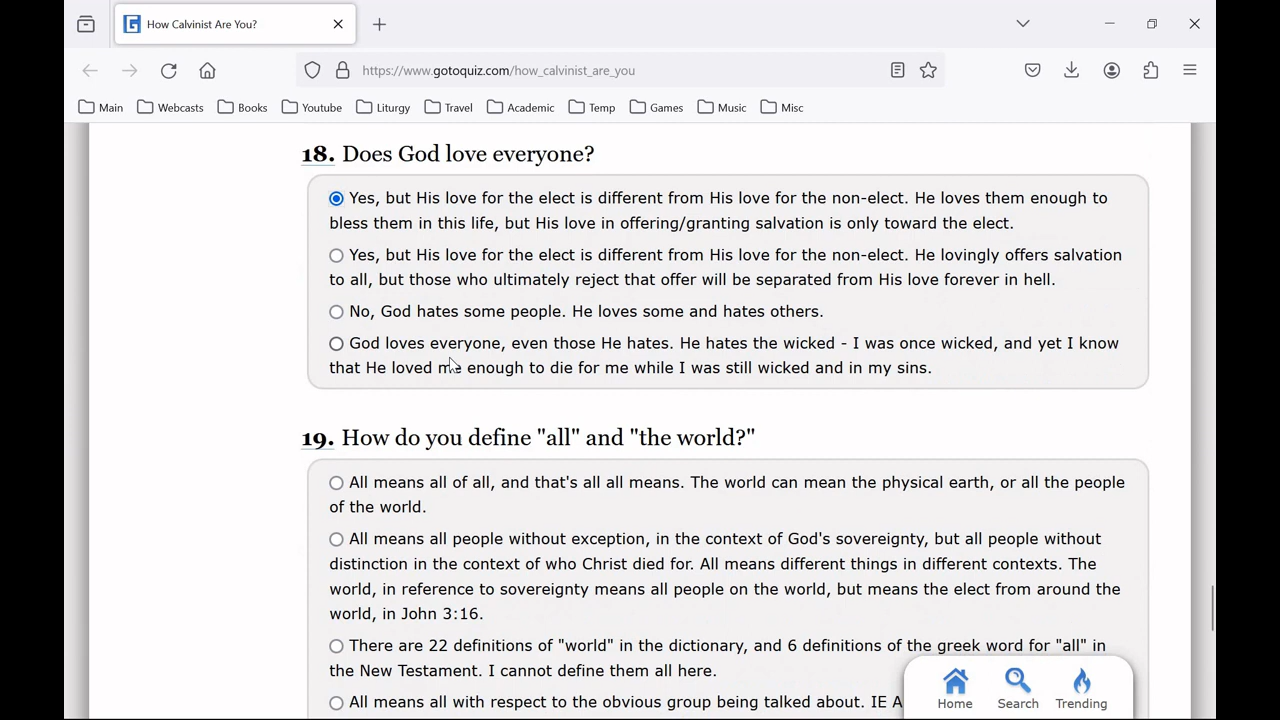 How Calvinist Are You?
https://www.gotoquiz.com/how_calvinist_are_you
Main Webcasts Books Youtube Liturgy Travel Academic Temp Games Music Misc
18. Does God love everyone?
Yes, but His love for the elect is different from His love for the non-elect. He loves them enough to
bless them in this life, but His love in offering/granting salvation is only toward the elect.
Yes, but His love for the elect is different from His love for the non-elect. He lovingly offers salvation
to all, but those who ultimately reject that offer will be separated from His love forever in hell.
No, God hates some people. He loves some and hates others.
God loves everyone, even those He hates. He hates the wicked - I was once wicked, and yet I know
that He loved me enough to die for me while I was still wicked and in my sins.
19. How do you define "all" and "the world?"
All means all of all, and that's all all means. The world can mean the physical earth, or all the people
of the world.
All means all people without exception, in the context of God's sovereignty, but all people without
distinction in the context of who Christ died for. All means different things in different contexts. The
world, in reference to sovereignty means all people on the world, but means the elect from around the
world, in John 3:16.
There are 22 definitions of "world" in the dictionary, and 6 definitions of the greek word for "all" in
the New Testament. I cannot define them all here.
All means all with respect to the obvious group being talked about. IE A
Home Search Trending